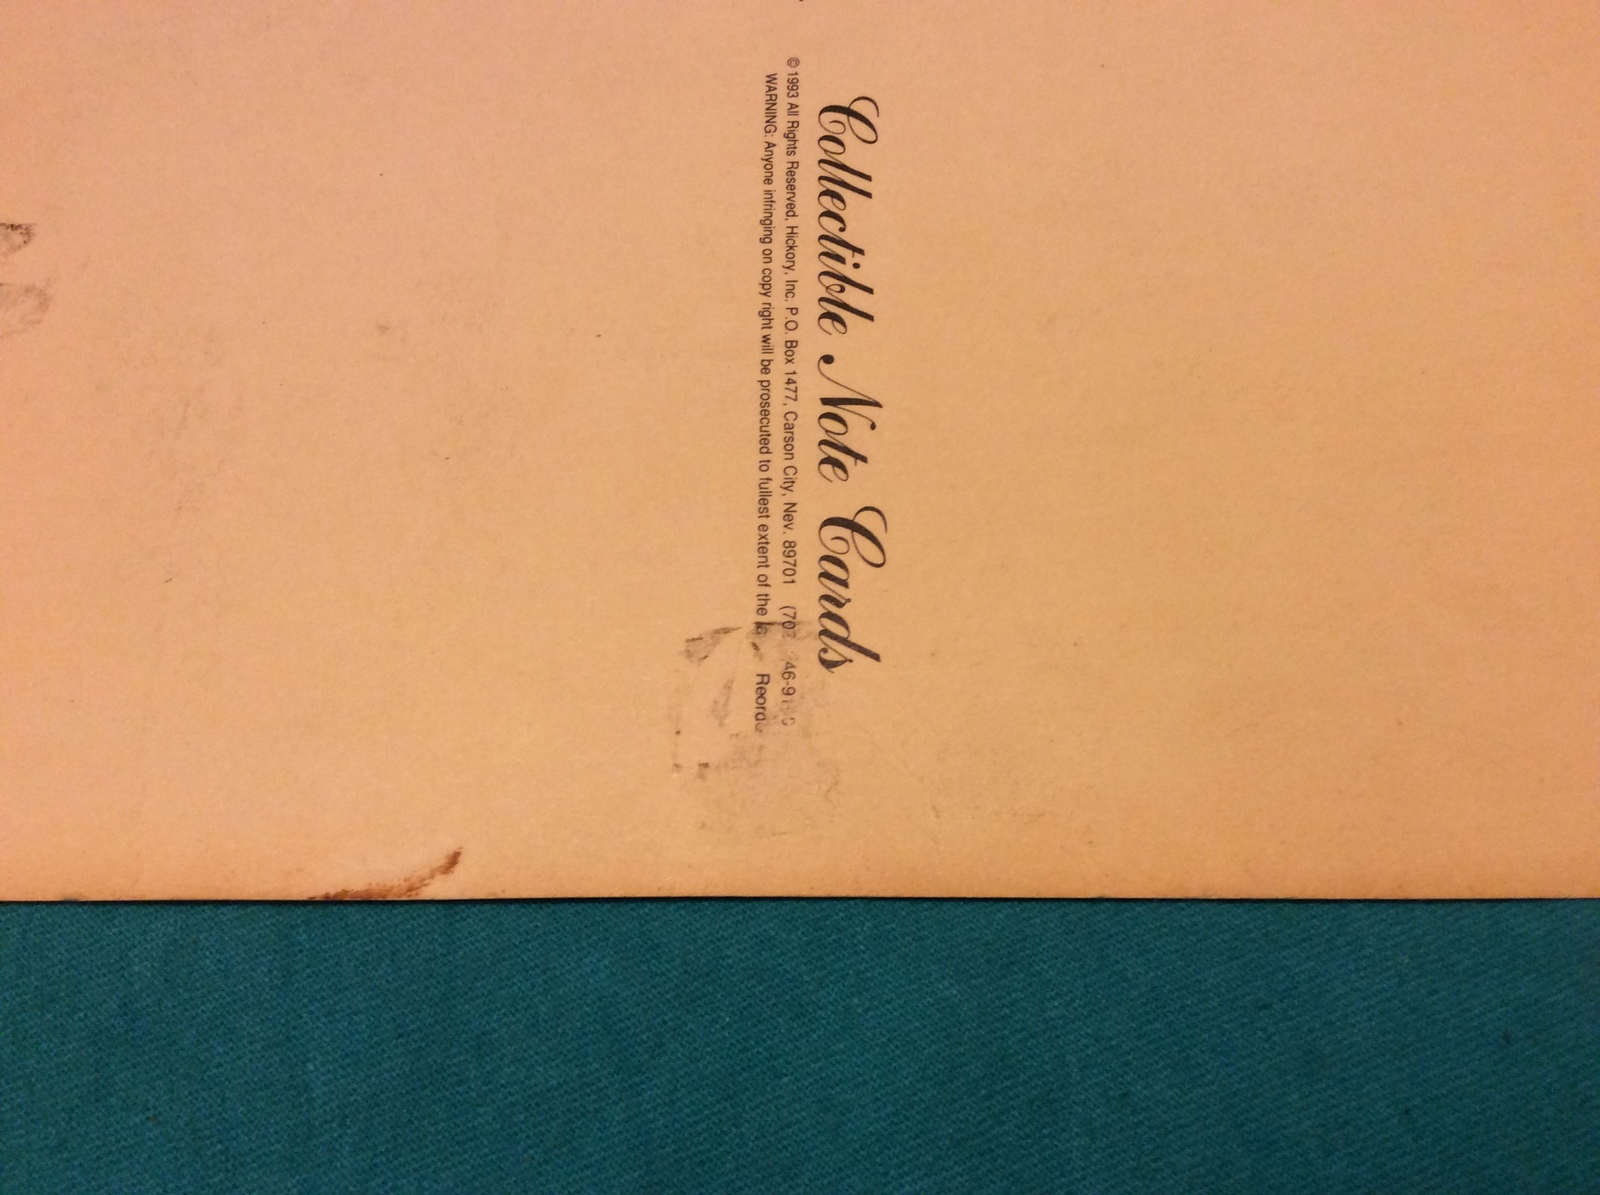 Collectible Note Cards
© 1993 All Rights Reserved, Hickory, Inc. P.O. Box 1477, Carson City, Nev. 89701
WARNING: Anyone infringing on copy right will be prosecuted to fullest extent of the